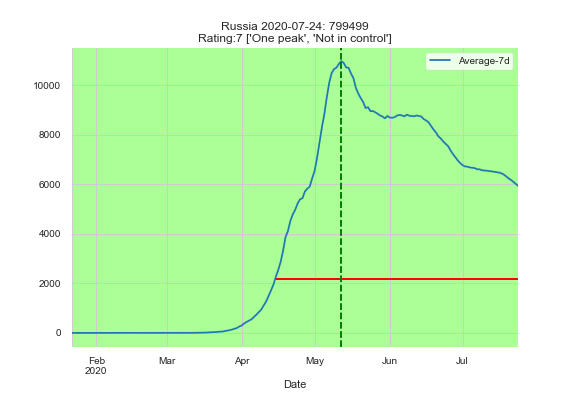 Russia 2020-07-24: 799499
Rating:7 ['One peak', 'Not in control']
Average-7d
10000
8000
6000
4000
2000
0
Feb Mar Apr May Jun Jul
2020
Date